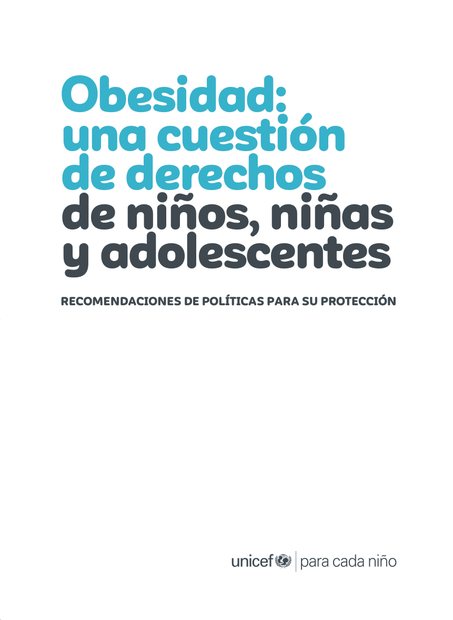 Obesidad:
una cuestión
de derechos
de niños, niñas
y adolescentes
RECOMENDACIONES DE POLÍTICAS PARA SU PROTECCIÓN
unicef para cada niño